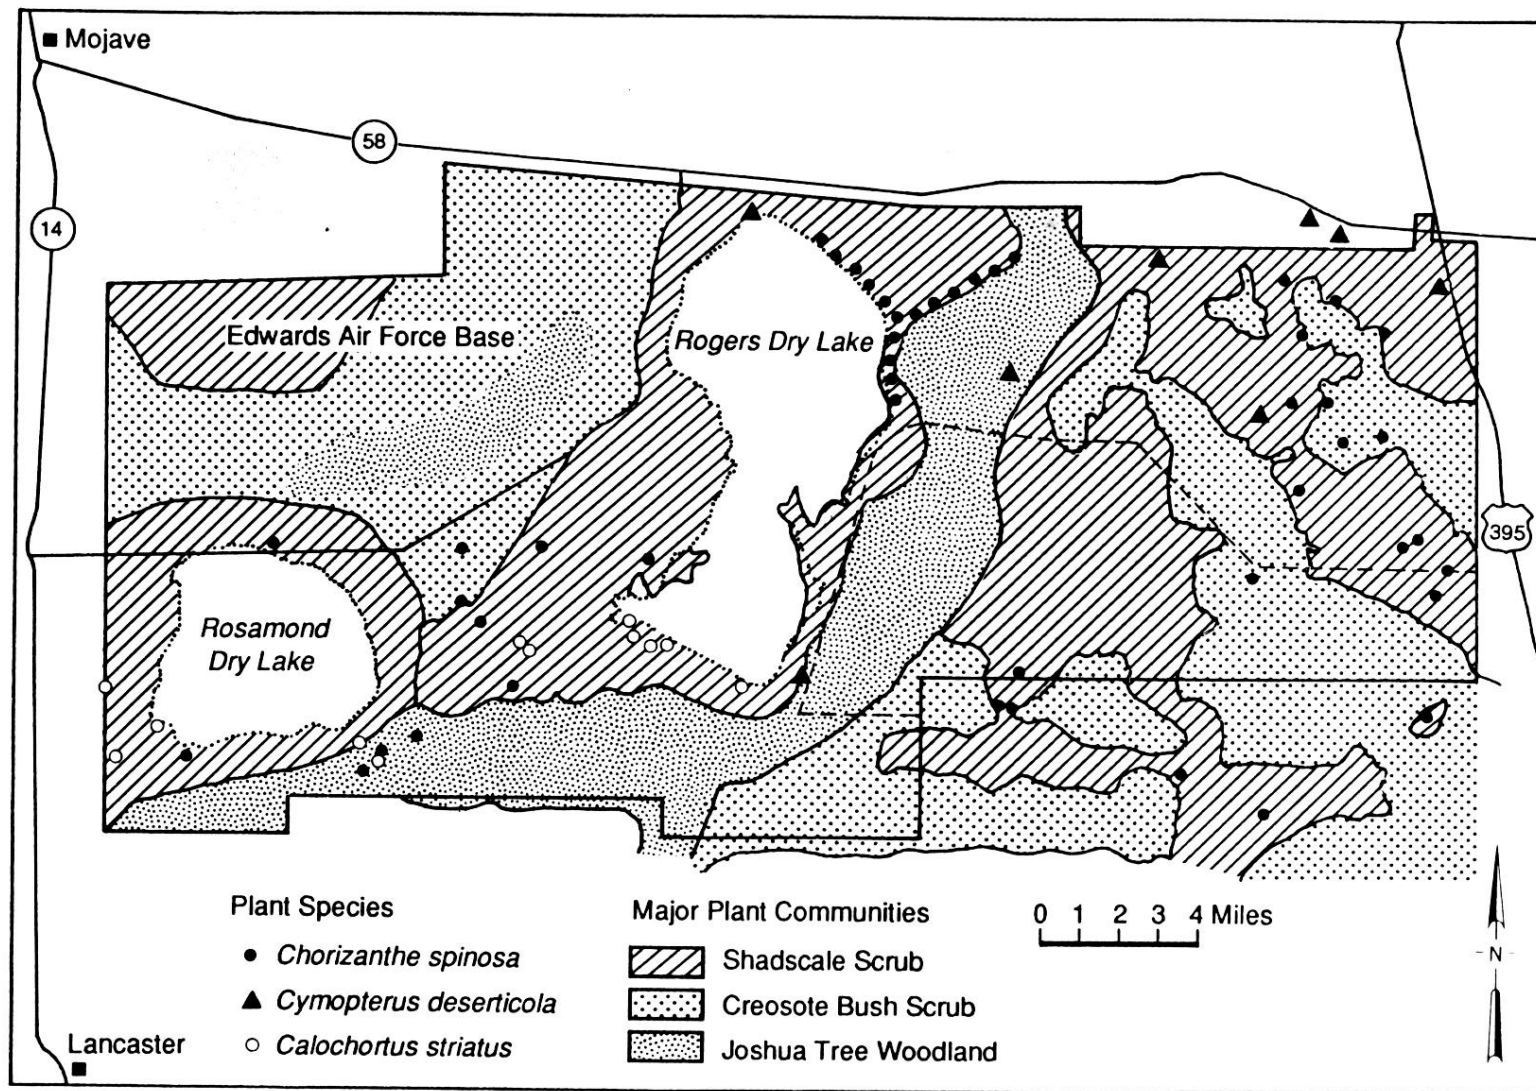 Mojave
58
14
Edwards Air Force Base
Rogers Dry Lake
395
Rosamond
Dry Lake
Plant Species
Chorizanthe spinosa
Cymopterus deserticola
Calochortus striatus
Major Plant Communities
Shadscale Scrub
Creosote Bush Scrub
Joshua Tree Woodland
0 1 2 3 4 Miles
N
Lancaster